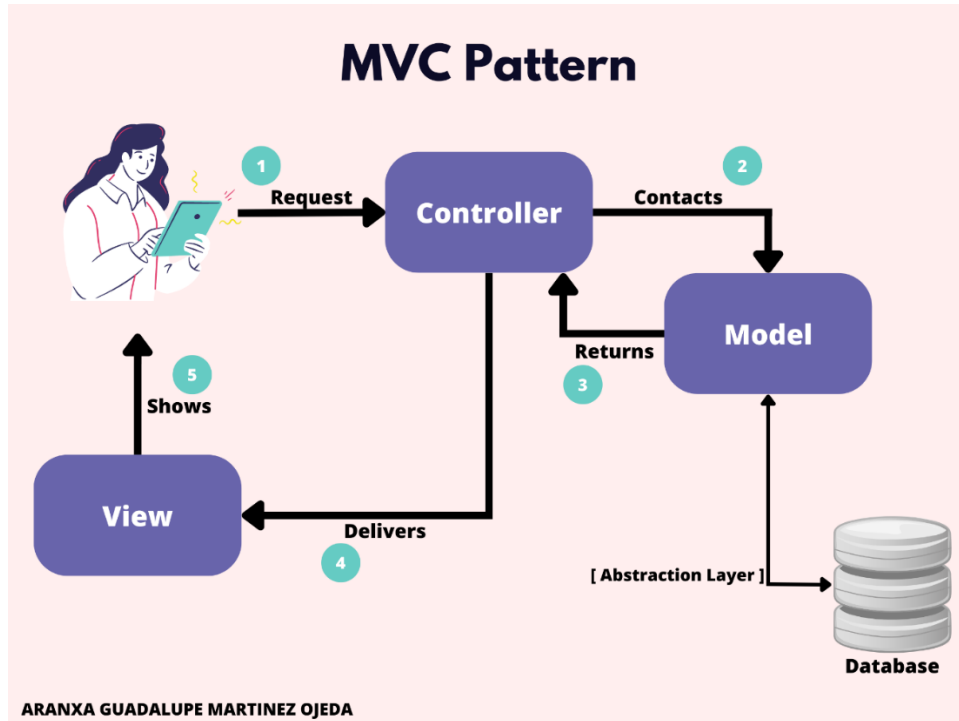 MVC Pattern
1
Request
Controller
Contacts
2
Model
Returns
3
5
Shows
View
Delivers
4
[ Abstraction Layer ]
Database
ARANXA GUADALUPE MARTINEZ OJEDA